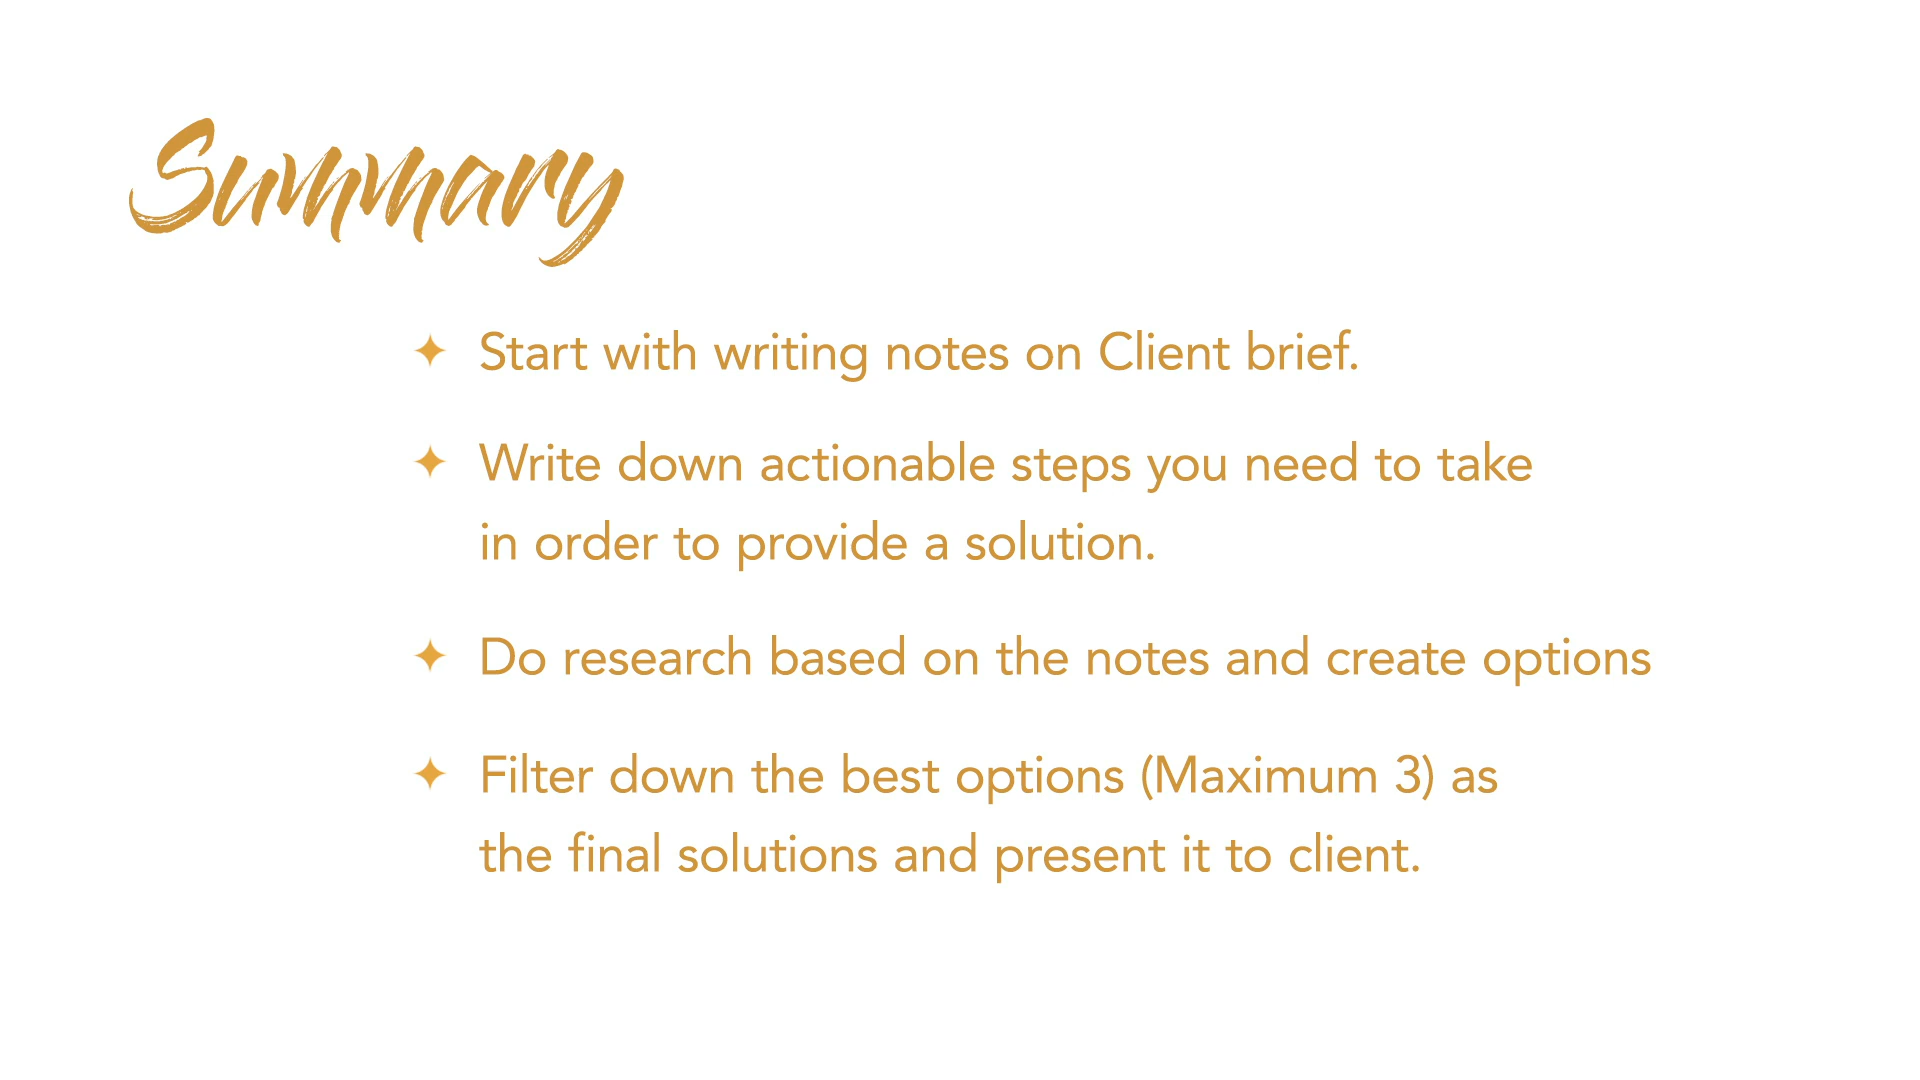 Summary
✦ Start with writing notes on Client brief.
✦ Write down actionable steps you need to take
in order to provide a solution.
✦ Do research based on the notes and create options
✦ Filter down the best options (Maximum 3) as
the final solutions and present it to client.